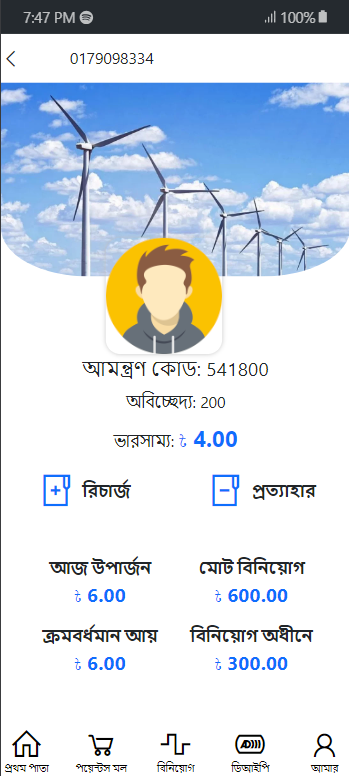 7:47 PM 100%
0179098334
আমন্ত্রণ কোড: 541800
অবিচ্ছেদ্য: 200
ভারসাম্য: ৳ 4.00
রিচার্জ প্রত্যাহার
আজ উপার্জন মোট বিনিয়োগ
৳ 6.00 ৳ 600.00
ক্রমবর্ধমান আয় বিনিয়োগ অধীনে
৳ 6.00 ৳ 300.00
প্রথম পাতা পয়েন্টস মল বিনিয়োগ ডিআইপি আমার